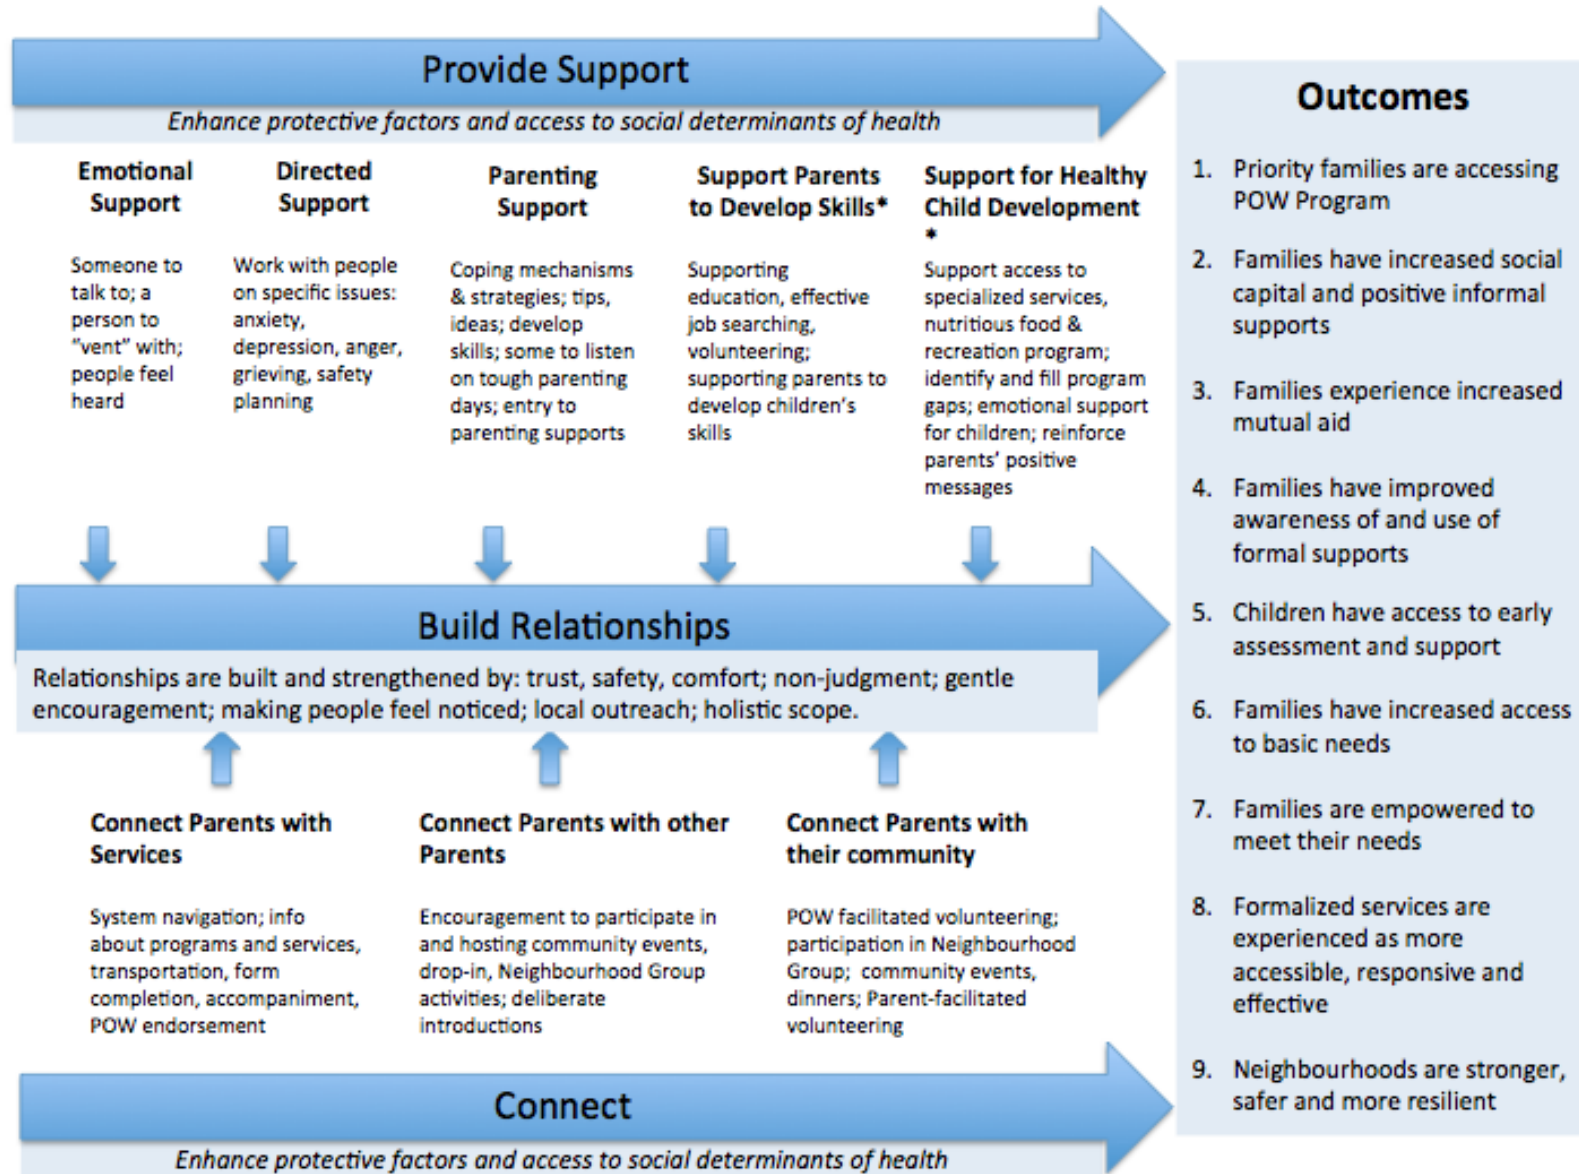 Provide Support
Enhance protective factors and access to social determinants of health
Emotional
Support
Someone to
talk to; a
person to
“vent” with;
people feel
heard
Directed
Support
Work with people
on specific issues:
anxiety,
depression, anger,
grieving, safety
planning
Parenting
Support
Coping mechanisms
& strategies; tips,
ideas; develop
skills; some to listen
on tough parenting
days; entry to
parenting supports
Support Parents
to Develop Skills*
Supporting
education, effective
job searching,
volunteering;
supporting parents to
develop children’s
skills
Support for Healthy
Child Development
*
Support access to
specialized services,
nutritious food &
recreation program;
identify and fill program
gaps; emotional support
for children; reinforce
parents’ positive
messages
Build Relationships
Relationships are built and strengthened by: trust, safety, comfort; non-judgment; gentle
encouragement; making people feel noticed; local outreach; holistic scope.
Connect Parents with
Services
System navigation; info
about programs and services,
transportation, form
completion, accompaniment,
POW endorsement
Connect Parents with other
Parents
Encouragement to participate in
and hosting community events,
drop-in, Neighbourhood Group
activities; deliberate
introductions
Connect Parents with
their community
POW facilitated volunteering;
participation in Neighbourhood
Group; community events,
dinners; Parent-facilitated
volunteering
Connect
Enhance protective factors and access to social determinants of health
Outcomes
1. Priority families are accessing
POW Program
2. Families have increased social
capital and positive informal
supports
3. Families experience increased
mutual aid
4. Families have improved
awareness of and use of
formal supports
5. Children have access to early
assessment and support
6. Families have increased access
to basic needs
7. Families are empowered to
meet their needs
8. Formalized services are
experienced as more
accessible, responsive and
effective
9. Neighbourhoods are stronger,
safer and more resilient